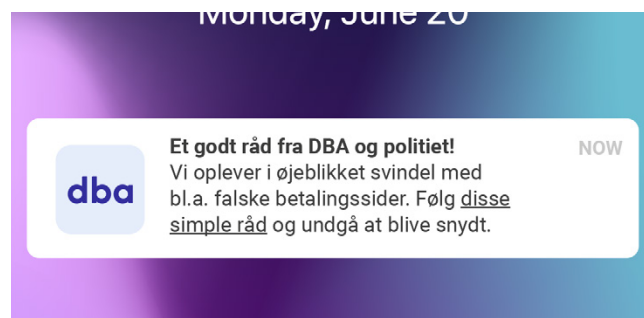 Monday, June 20
Et godt råd fra DBA og politiet!
NOW
Vi oplever i øjeblikket svindel med
bl.a. falske betalingssider. Følg disse
simple råd og undgå at blive snydt.
dba